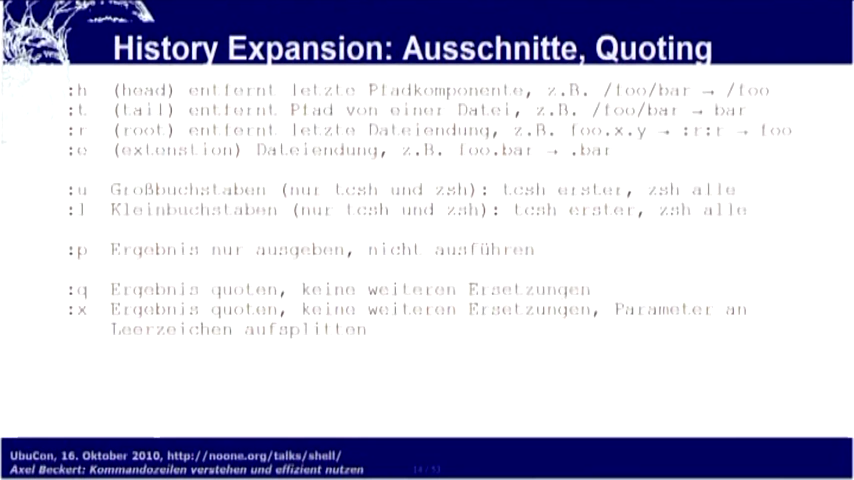 History Expansion: Ausschnitte, Quoting
:h (head) entfernt letzte Pfadkomponente, z.B. /foo/bar → /foo
:t (tail) entfernt Pfad von einer Datei, z.B. /foo/bar → bar
:r (root) entfernt letzte Dateiendung, z.B. foo.x.y → :r:r → foo
:e (extenstion) Dateiendung, z.B. foo.bar → .bar
:u Großbuchstaben (nur tcsh und zsh): tcsh erster, zsh alle
:l Kleinbuchstaben (nur tcsh und zsh): tcsh erster, zsh alle
:p Ergebnis nur ausgeben, nicht ausführen
:q Ergebnis quoten, keine weiteren Ersetzungen
:x Ergebnis quoten, keine weiteren Ersetzungen, Parameter an
Leerzeichen aufsplitten
UbuCon, 16. Oktober 2010, http://noone.org/talks/shell/
Axel Beckert: Kommandozeilen verstehen und effizient nutzen